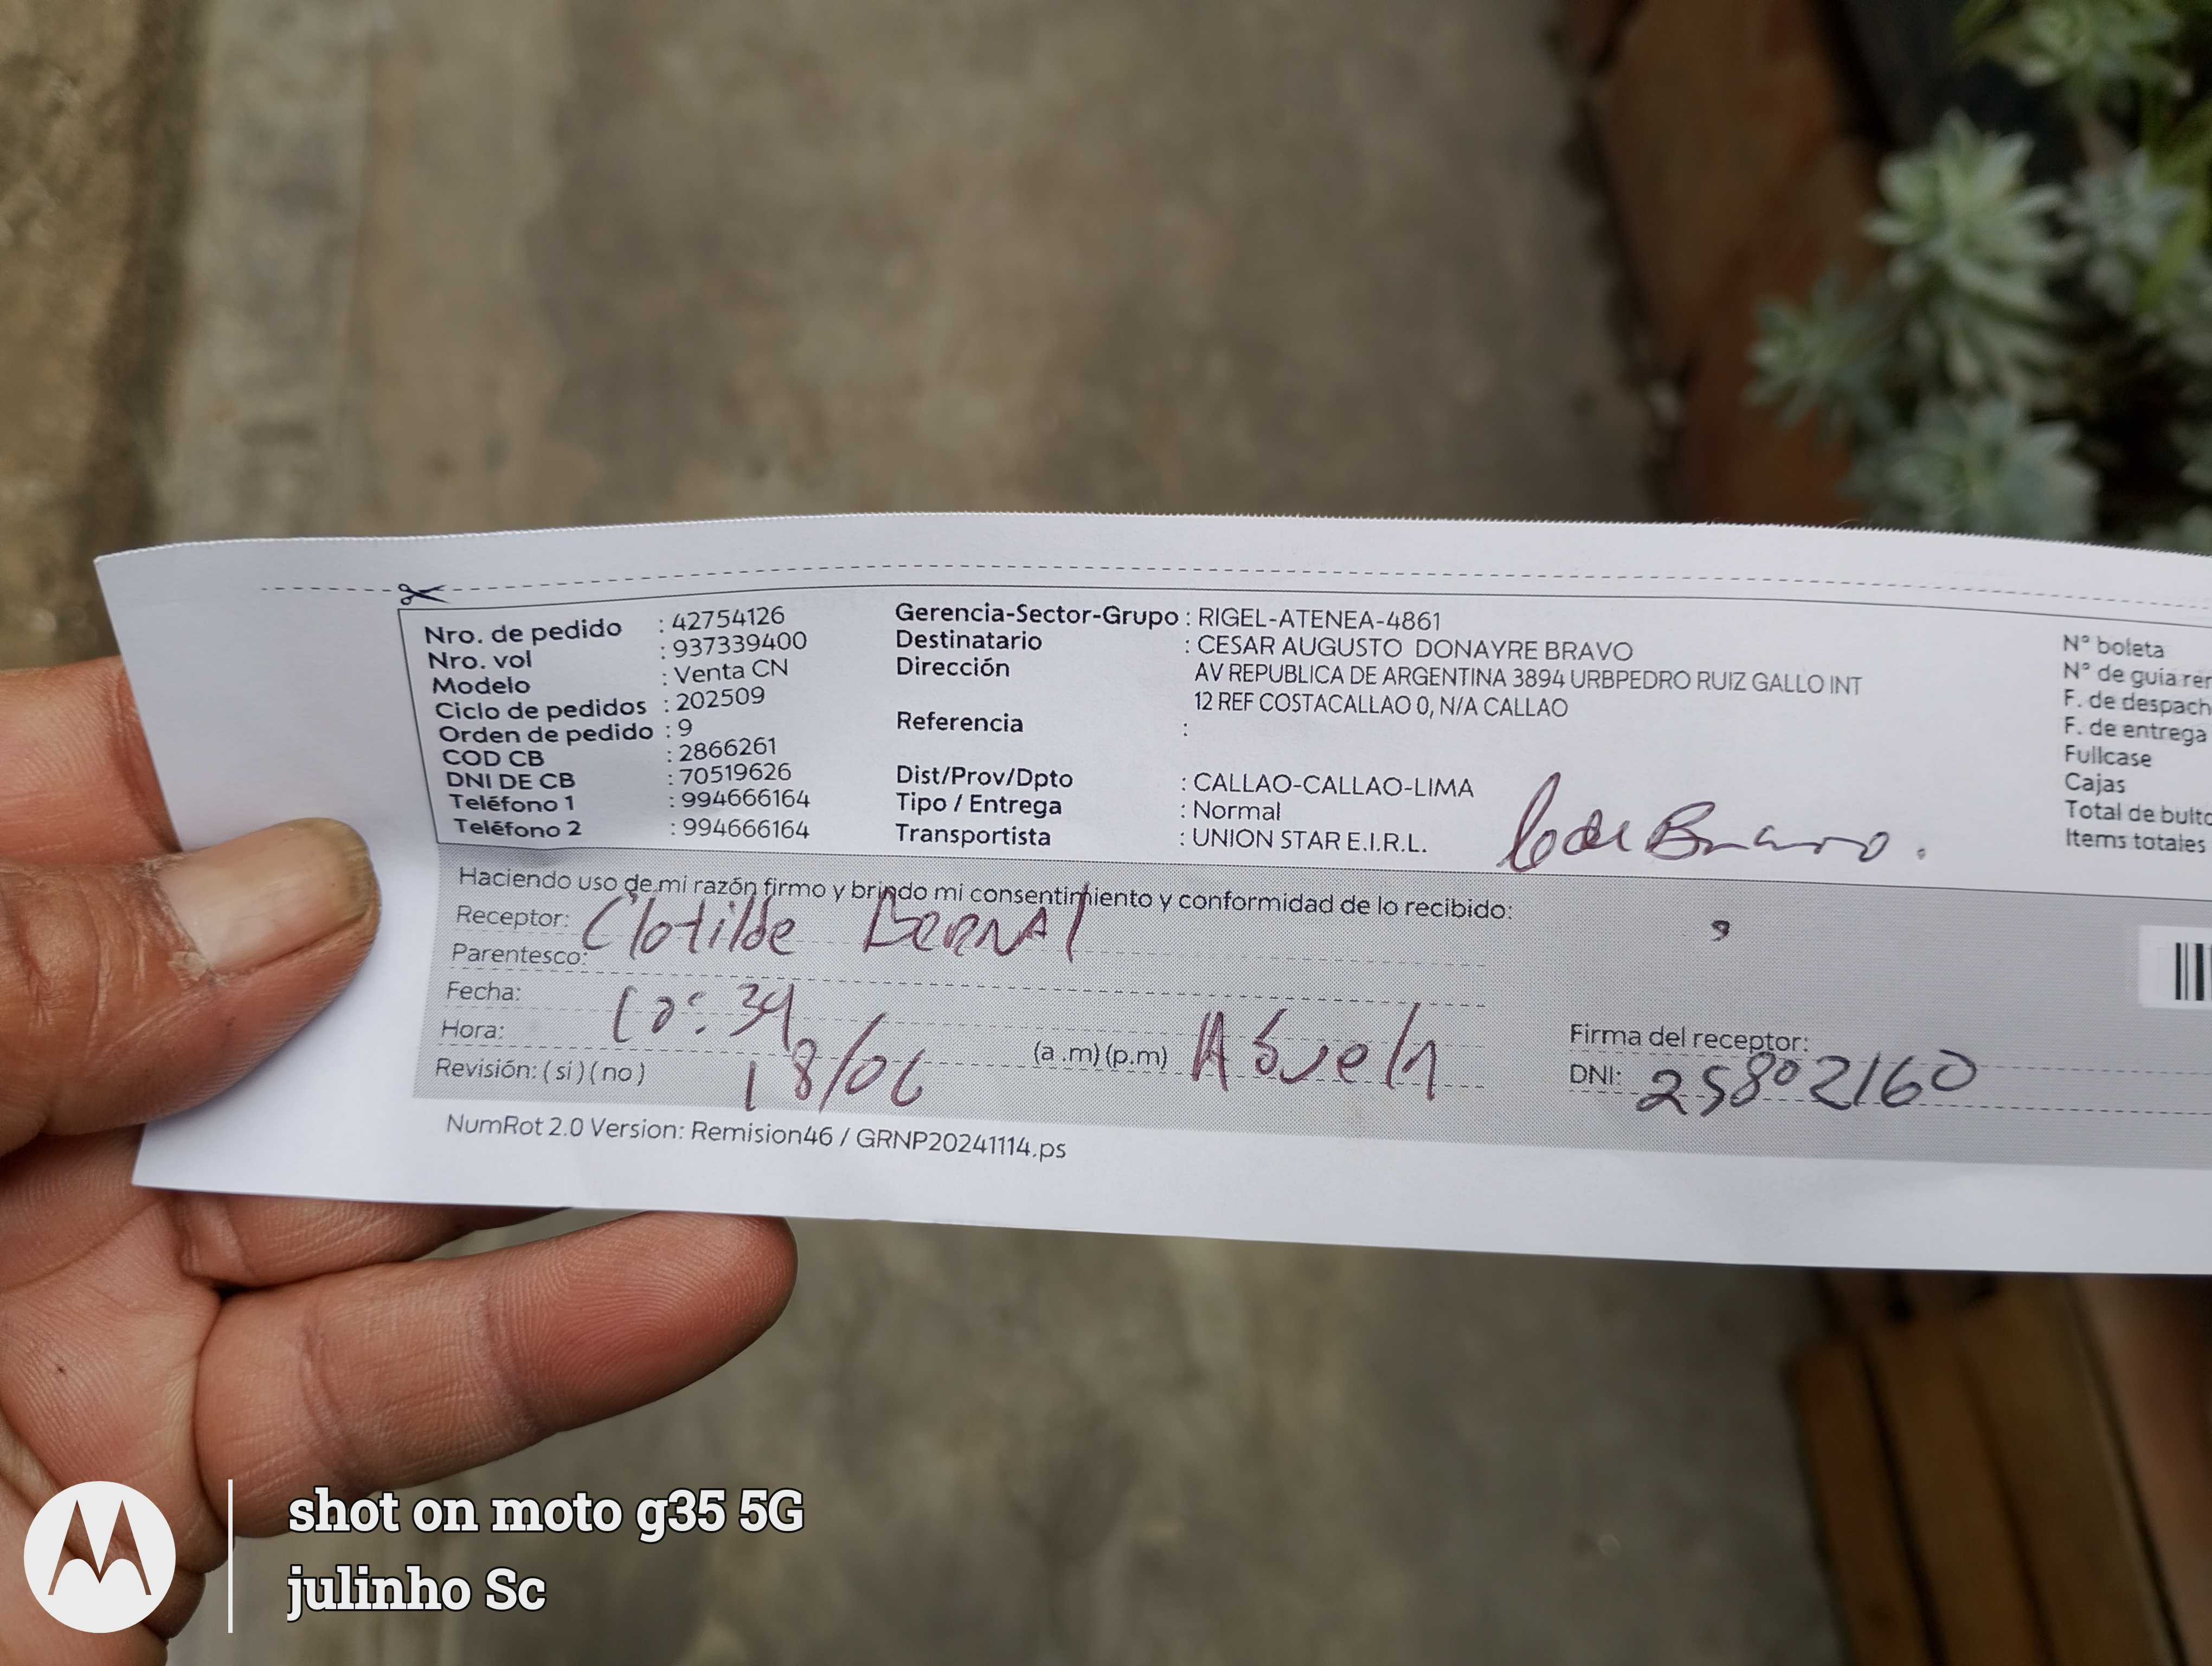 Nro. de pedido : 42754126
Nro. vol : 937339400
Modelo : Venta CN
Ciclo de pedidos : 202509
Orden de pedido : 9
COD CB : 2866261
DNI DE CB : 70519626
Teléfono 1 : 994666164
Teléfono 2 : 994666164
Gerencia-Sector-Grupo : RIGEL-ATENEA-4861
Destinatario : CESAR AUGUSTO DONAYRE BRAVO
Dirección AV REPUBLICA DE ARGENTINA 3894 URBPEDRO RUIZ GALLO INT
12 REF COSTACALLAO 0, N/A CALLAO
Referencia :
Dist/Prov/Dpto : CALLAO-CALLAO-LIMA
Tipo / Entrega : Normal
Transportista : UNION STAR E.I.R.L.
Bravo.
N° boleta
N° de guia rer
F. de despach
F. de entrega
Fullcase
Cajas
Total de bulto
Items totales
Haciendo uso de mi razón firmo y brindo mi consentimiento y conformidad de lo recibido:
Receptor: Clotilde BERNAL
Parentesco:
Fecha: 10:39
Hora: 18/06 (a .m) (p.m) Abuela
Revisión: ( si ) ( no )
Firma del receptor:
DNI: 25802160
NumRot 2.0 Version: Remision46 / GRNP20241114.ps
shot on moto g35 5G
julinho Sc